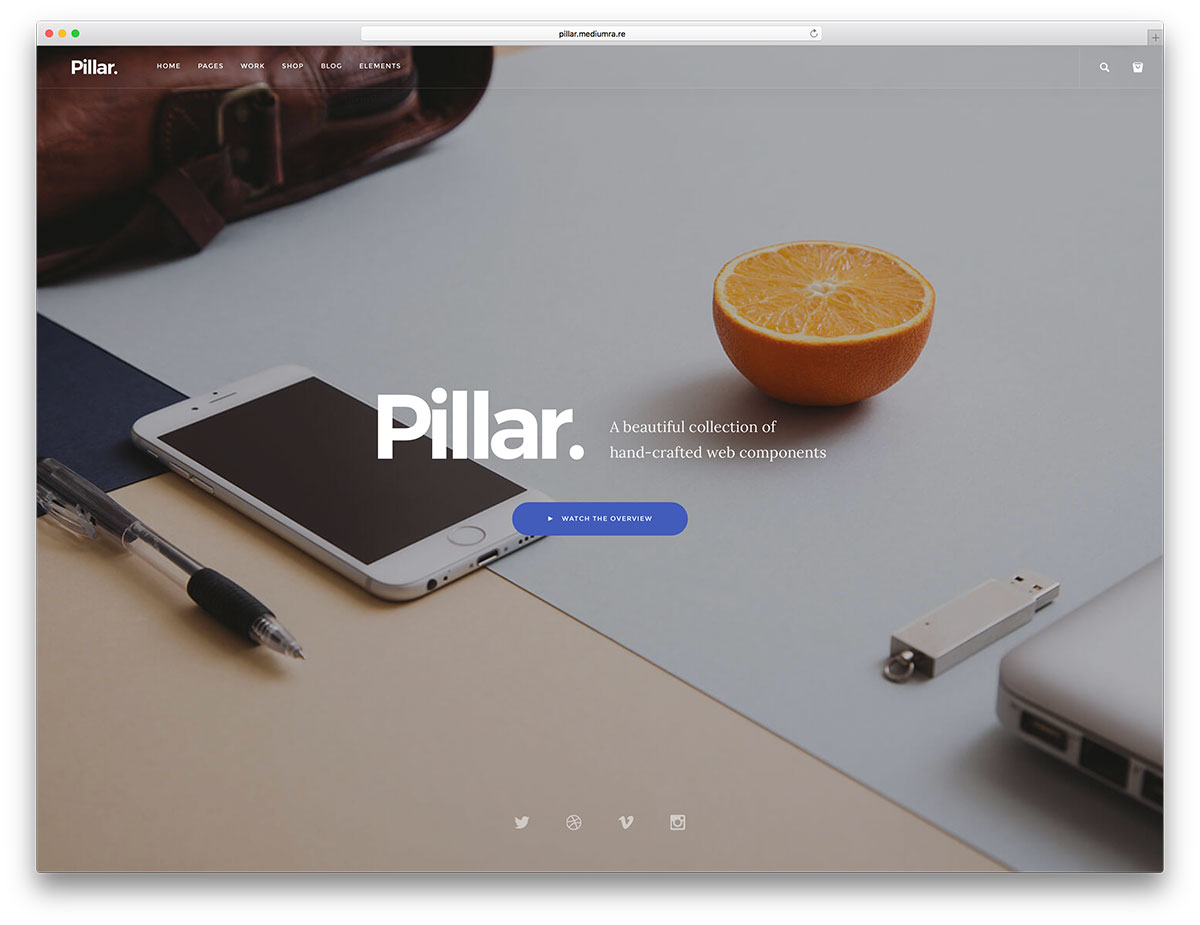 pillar.mediumra.re
Pillar. HOME PAGES WORK SHOP BLOG ELEMENTS
Pillar.
A beautiful collection of
hand-crafted web components
WATCH THE OVERVIEW